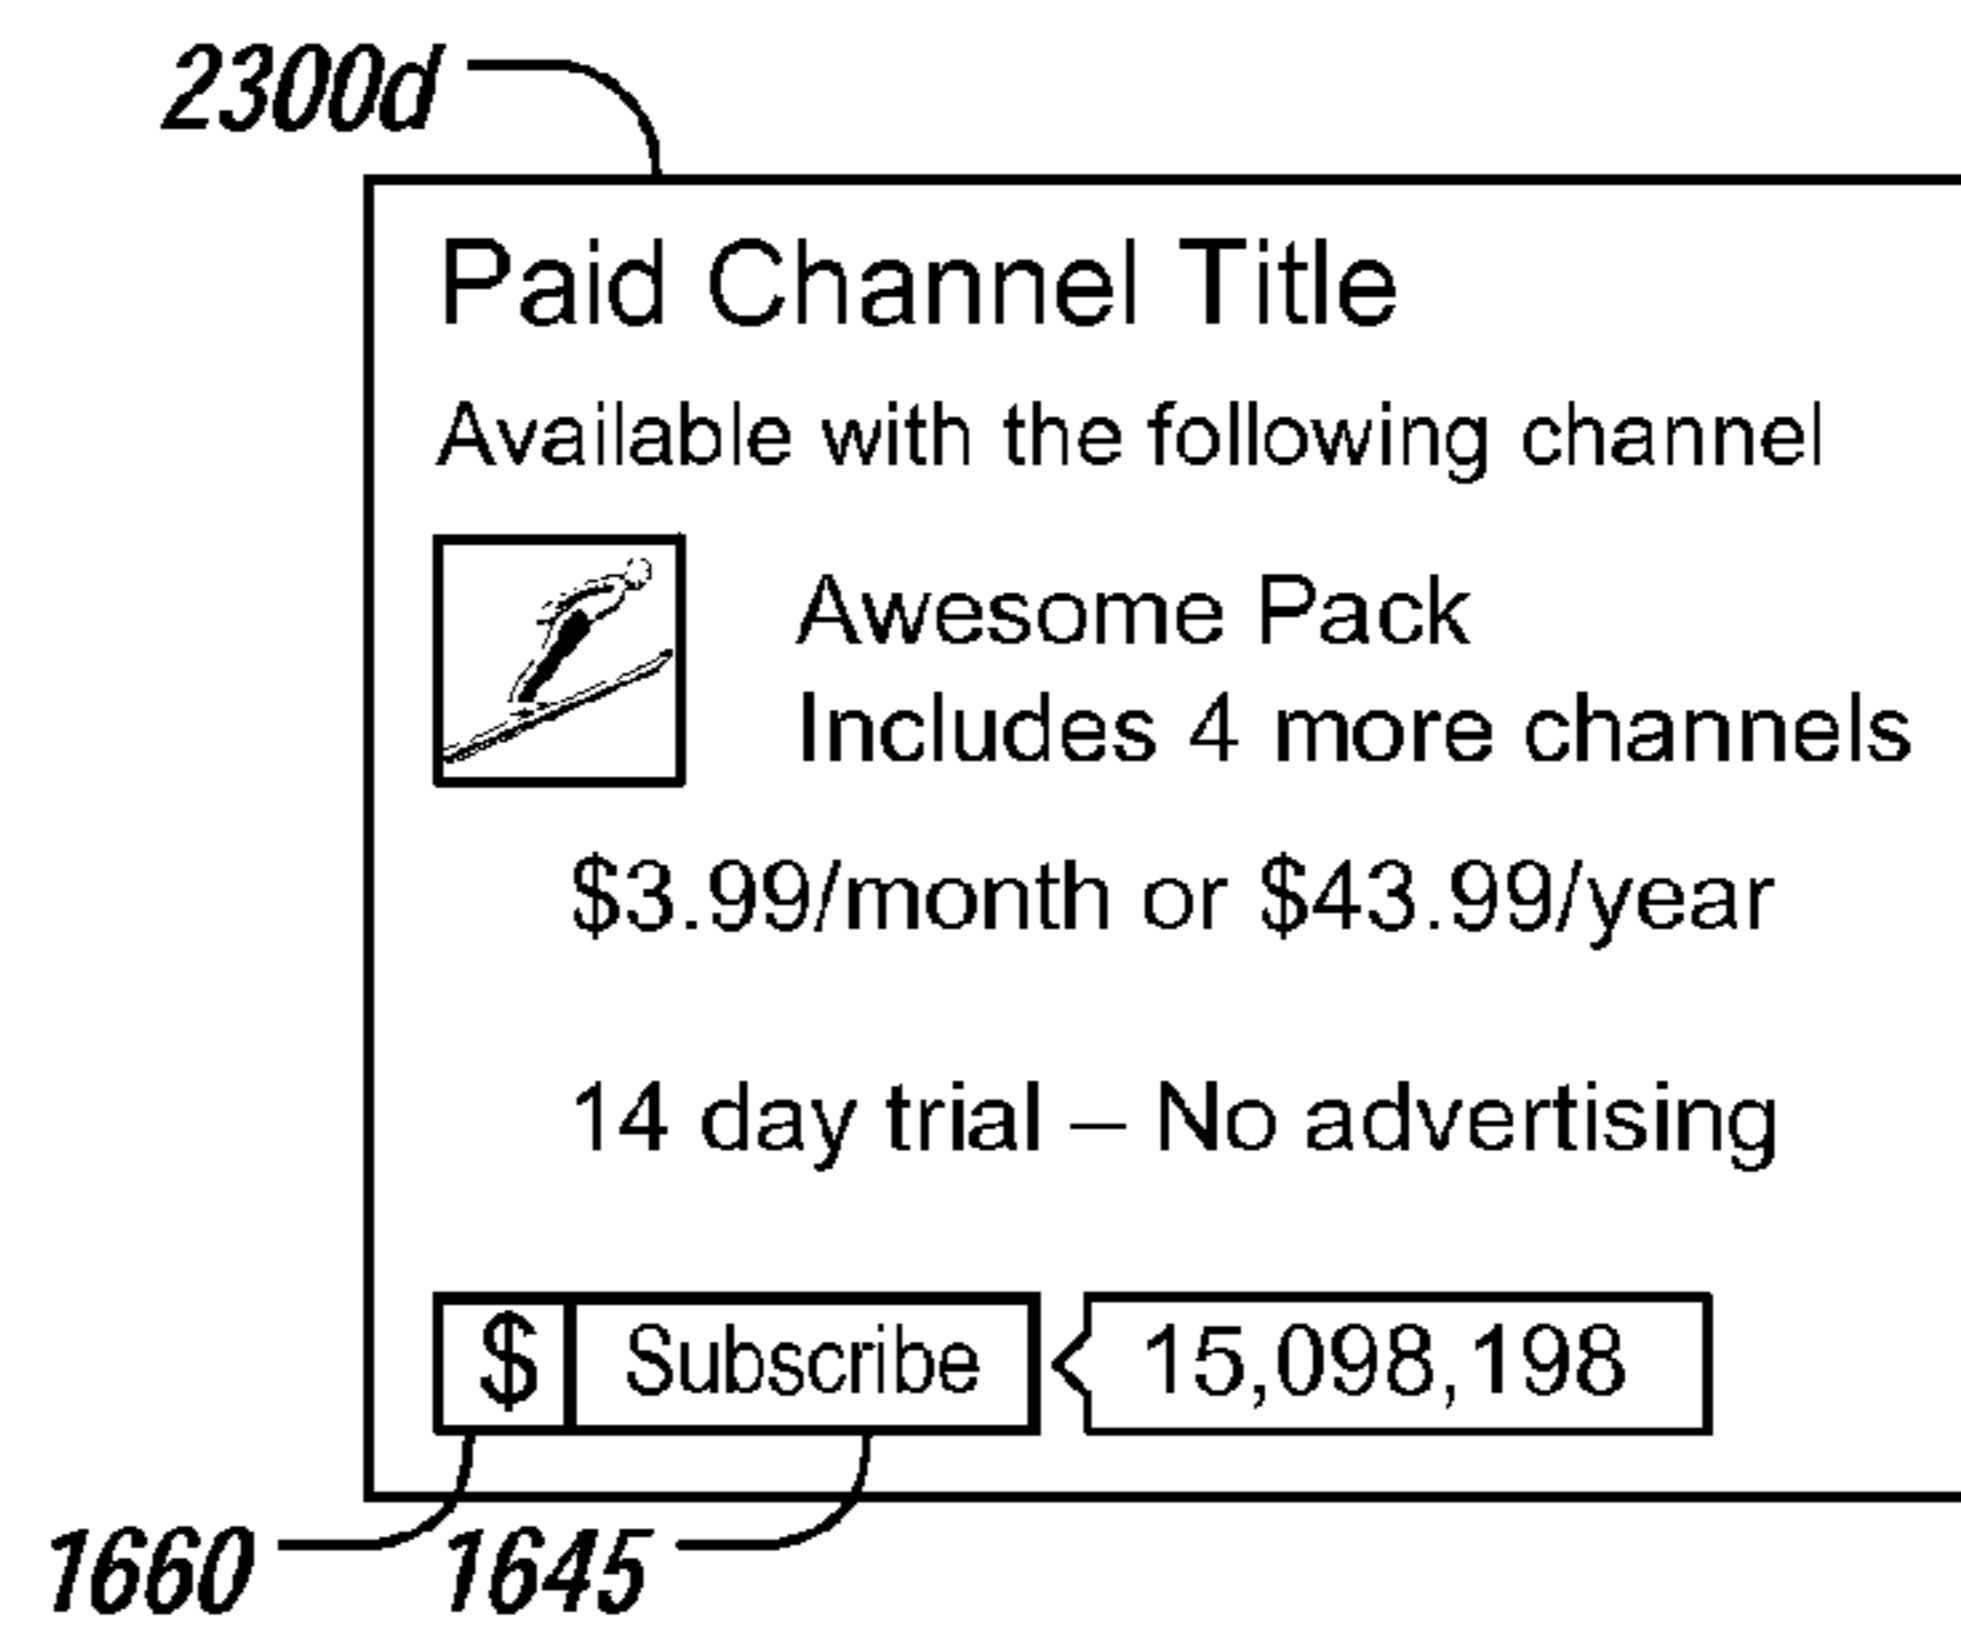 2300d
Paid Channel Title
Available with the following channel
Awesome Pack
Includes 4 more channels
$3.99/month or $43.99/year
14 day trial – No advertising
$ Subscribe 15,098,198
1660 1645